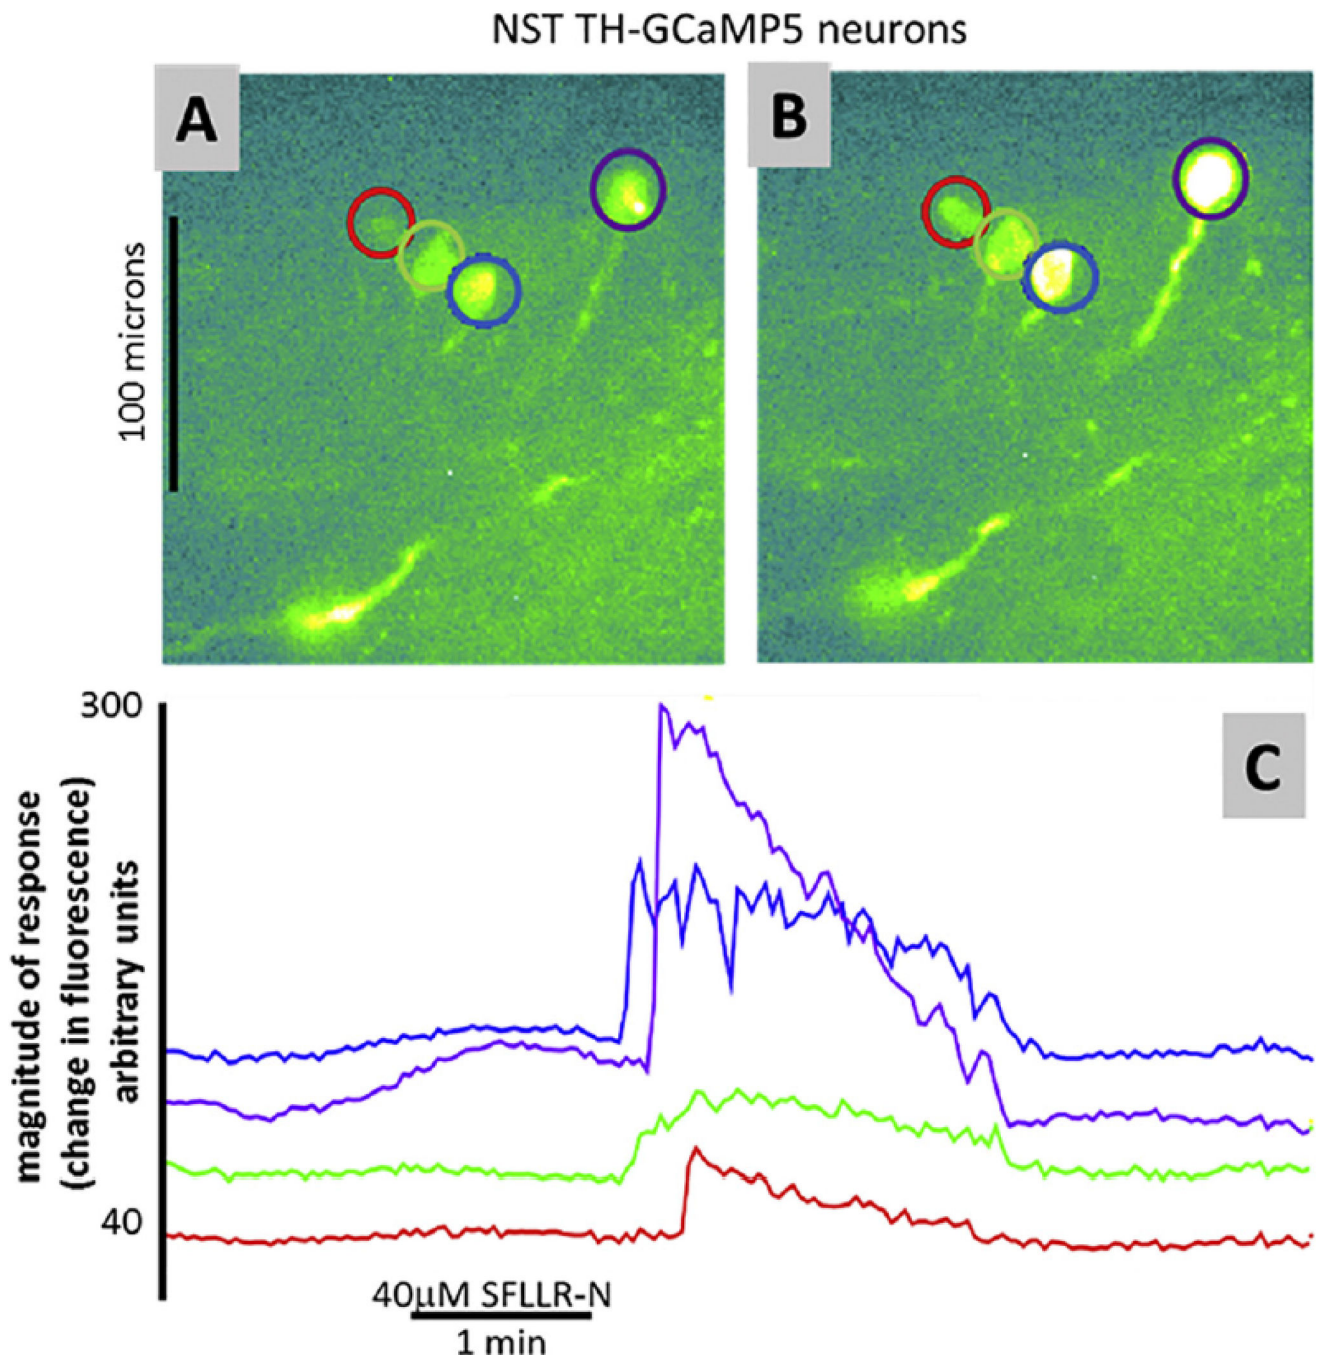 NST TH-GCaMP5 neurons
A
B
100 microns
300
C
magnitude of response
(change in fluorescence)
arbitrary units
40
40μM SFLLR-N
1 min